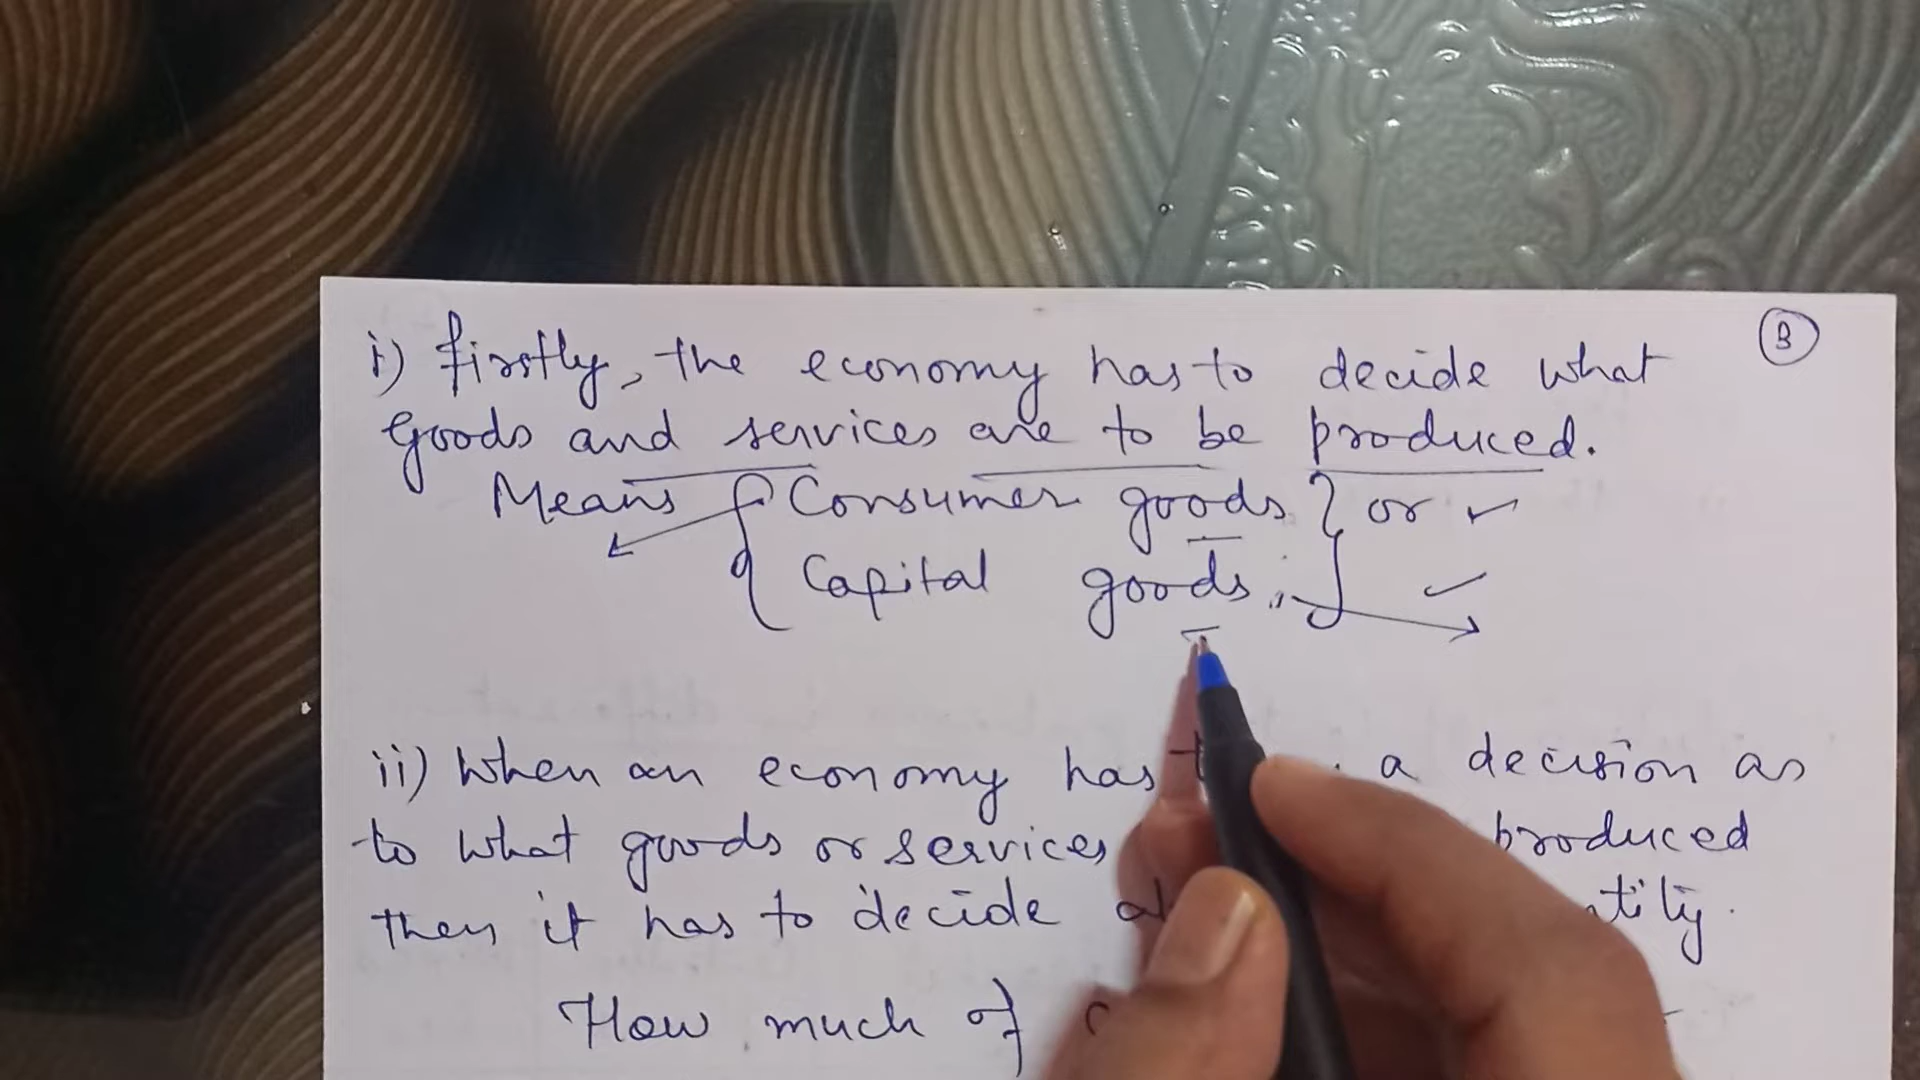 3
i) Firstly, the economy has to decide what
goods and services are to be produced.
Means { Consumer goods } or
Capital goods
ii) When an economy has a decision as
to what goods or services produced
then it has to decide
How much of